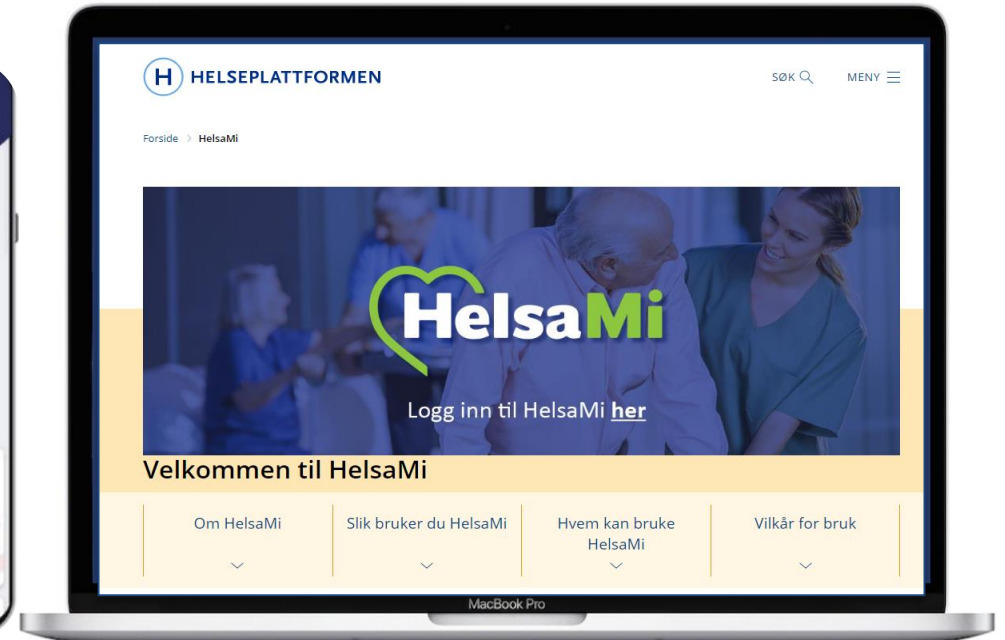 H HELSEPLATTFORMEN
SØK
MENY
Forside > HelsaMi
HelsaMi
Logg inn til HelsaMi her
Velkommen til HelsaMi
Om HelsaMi
Slik bruker du HelsaMi
Hvem kan bruke
HelsaMi
Vilkår for bruk
MacBook Pro